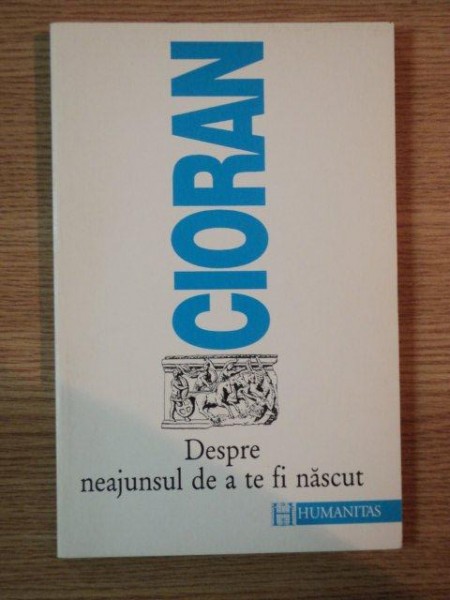 CIORAN
Despre
neajunsul de a te fi născut
HUMANITAS